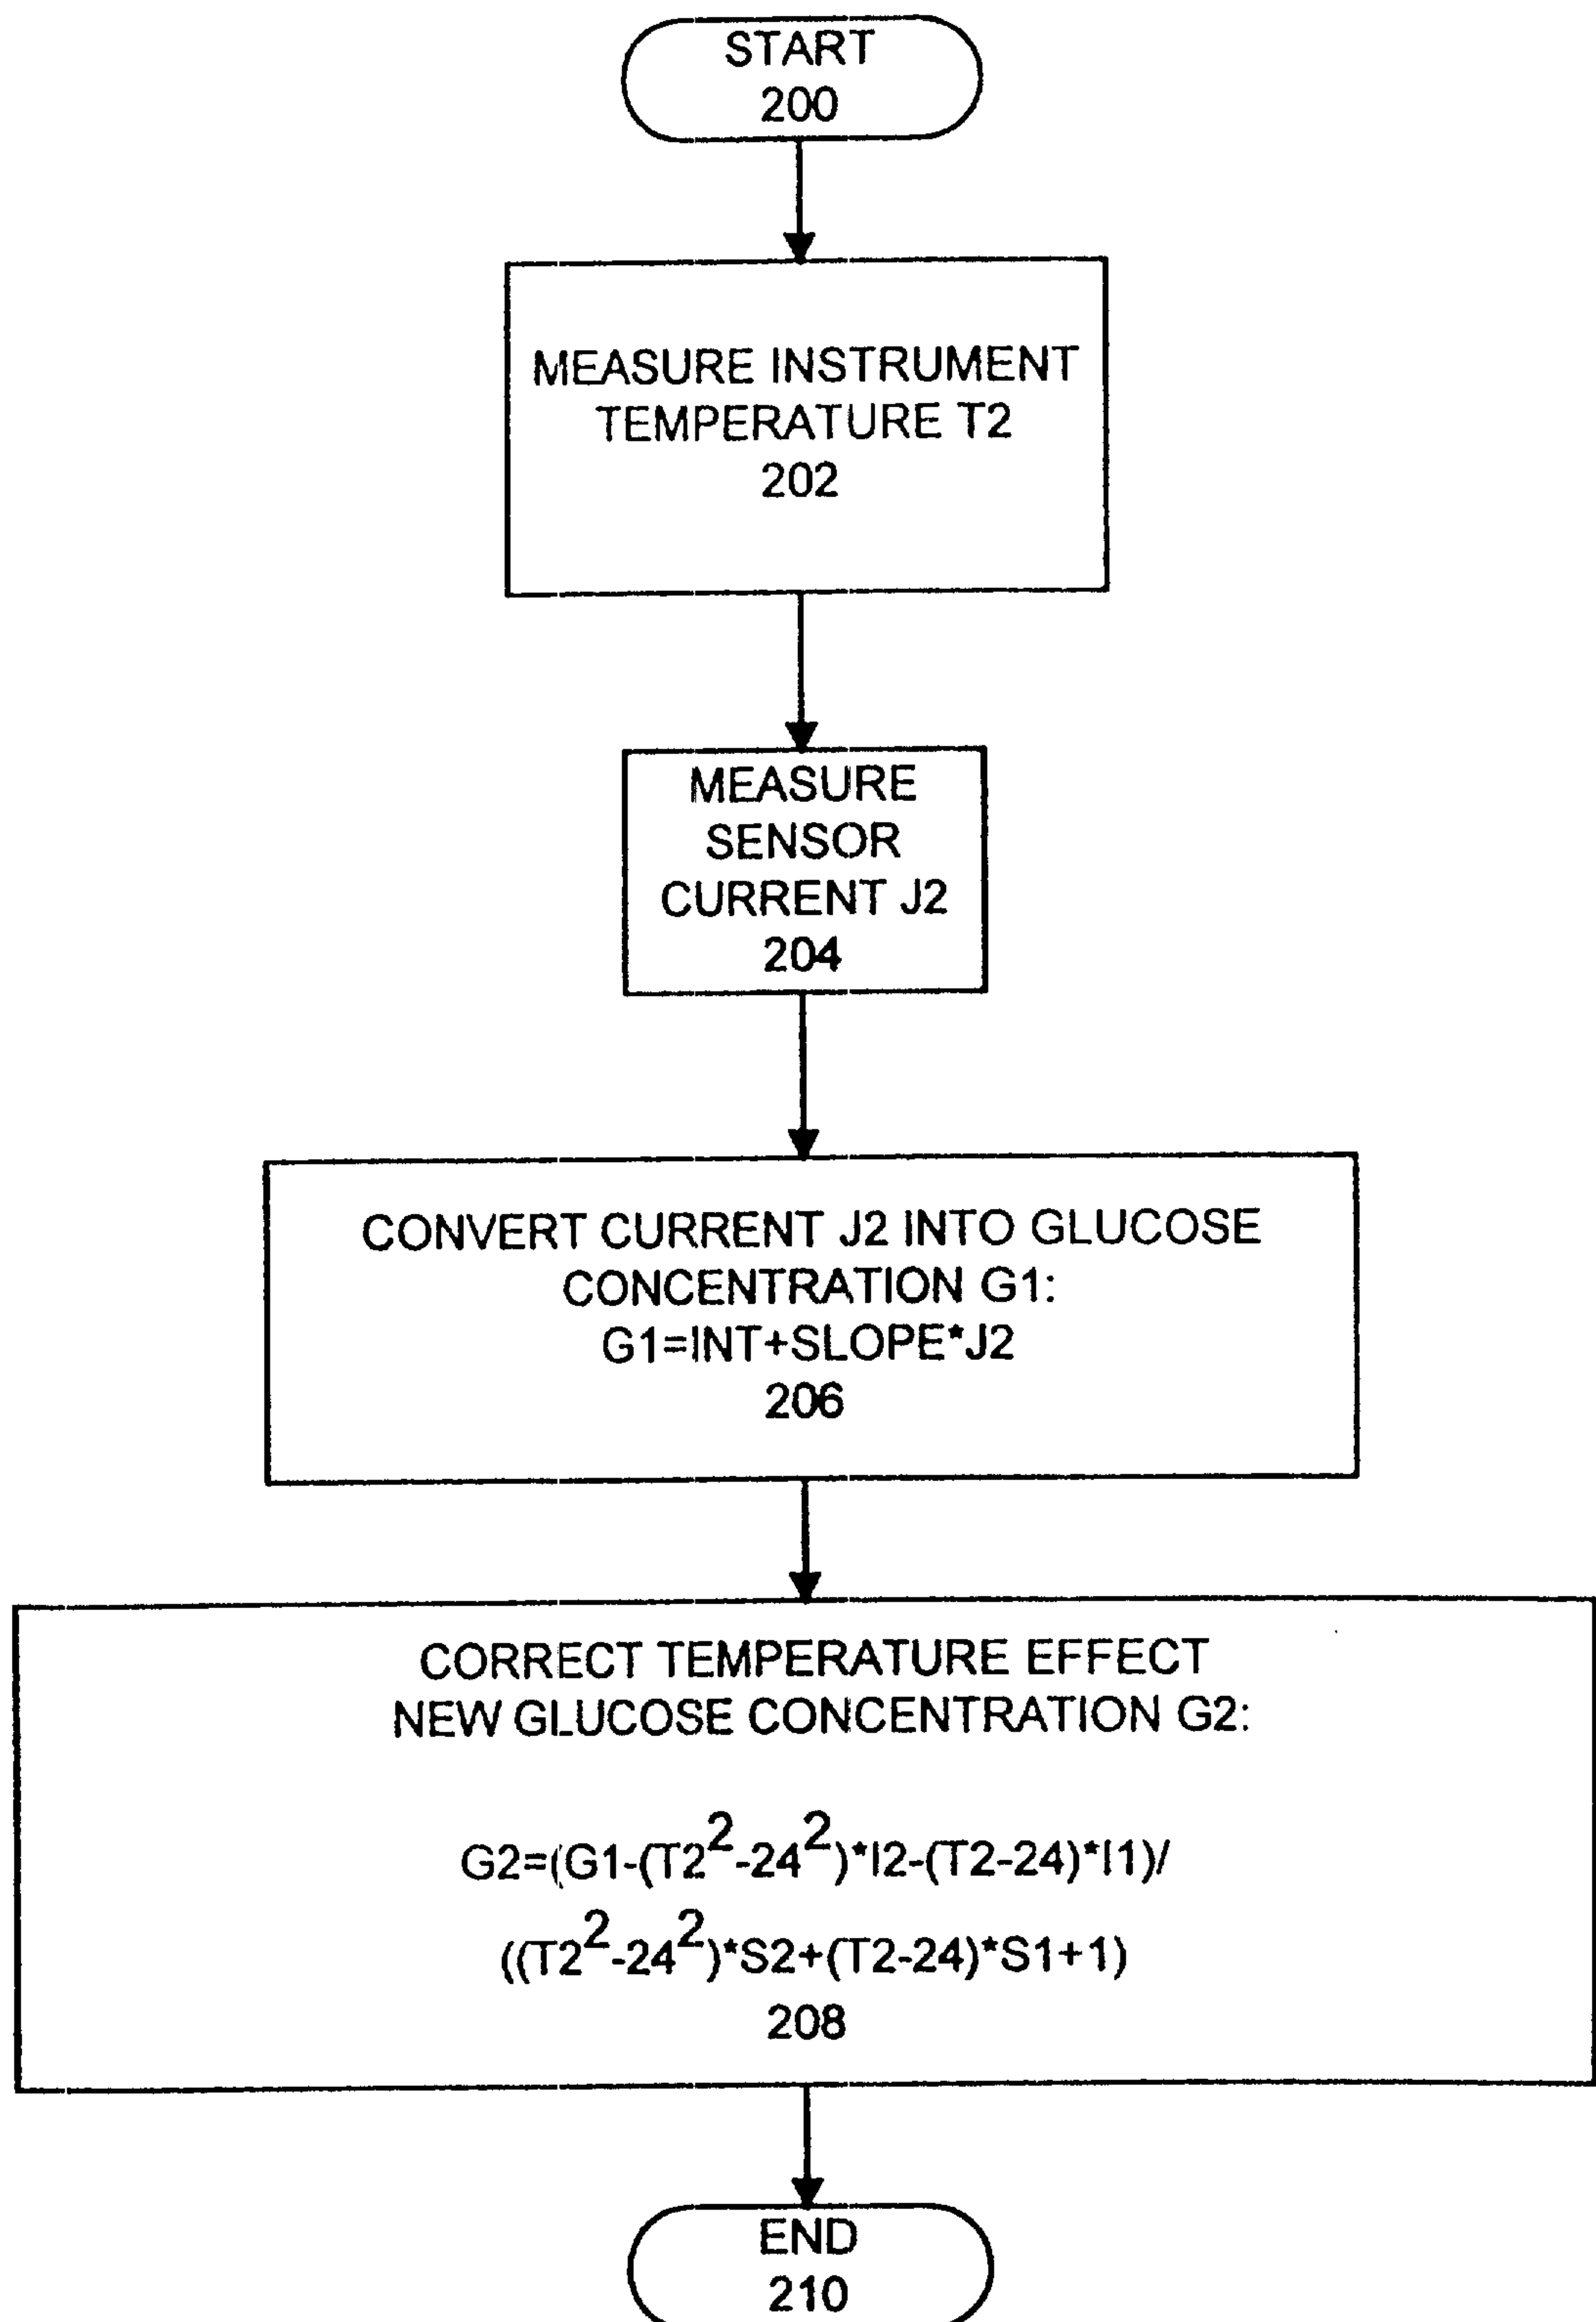 START
200
MEASURE INSTRUMENT
TEMPERATURE T2
202
MEASURE
SENSOR
CURRENT J2
204
CONVERT CURRENT J2 INTO GLUCOSE
CONCENTRATION G1:
G1=INT+SLOPE*J2
206
CORRECT TEMPERATURE EFFECT
NEW GLUCOSE CONCENTRATION G2:
G2=(G1-(T2²-24²)*I2-(T2-24)*I1)/
((T2²-24²)*S2+(T2-24)*S1+1)
208
END
210